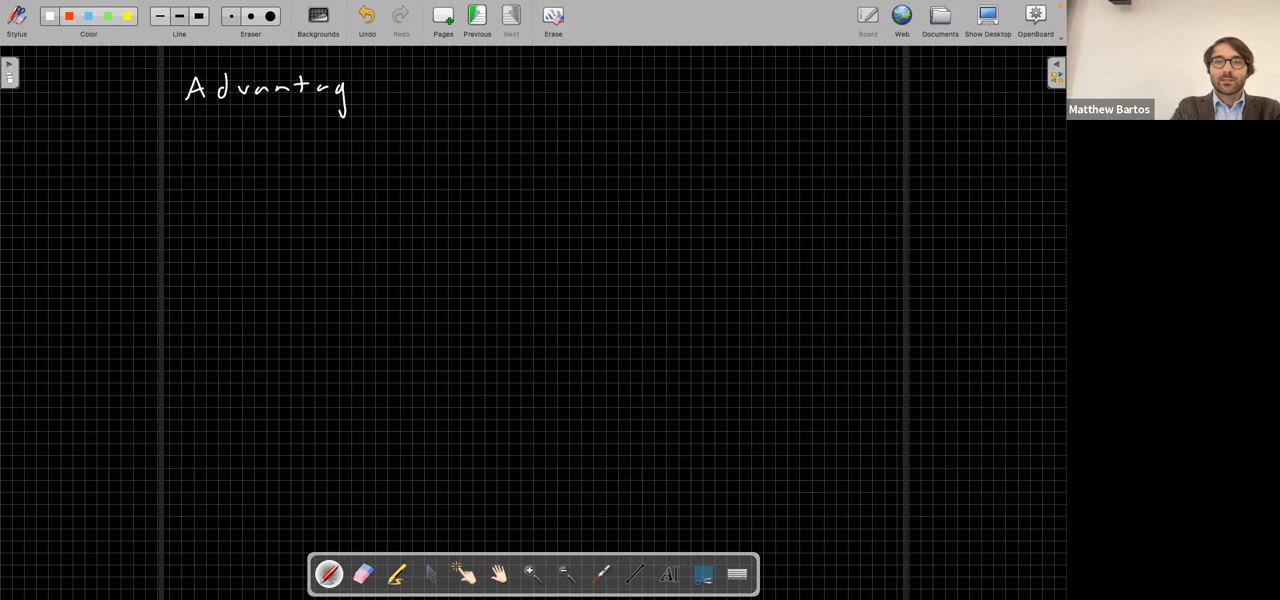 Stylus Color Line Eraser Backgrounds Undo Redo Pages Previous Next Erase Board Web Documents Show Desktop OpenBoard
Matthew Bartos
Advantag
AI